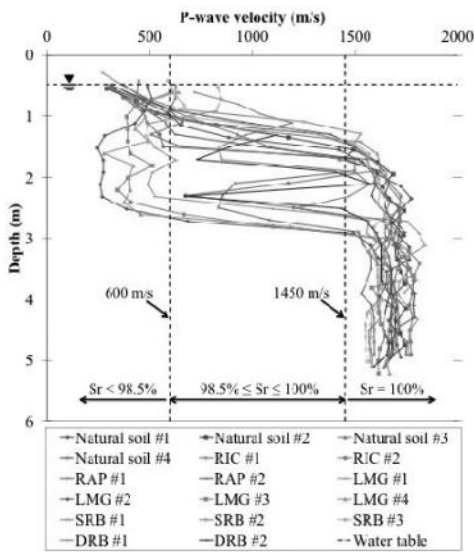 P-wave velocity (m/s)
0 500 1000 1500 2000
0
1
2
3
4
5
6
Depth (m)
600 m/s
1450 m/s
Sr < 98.5%
98.5% ≤ Sr ≤ 100%
Sr = 100%
Natural soil #1 Natural soil #2 Natural soil #3
Natural soil #4 RIC #1 RIC #2
RAP #1 RAP #2 LMG #1
LMG #2 LMG #3 LMG #4
SRB #1 SRB #2 SRB #3
DRB #1 DRB #2 Water table